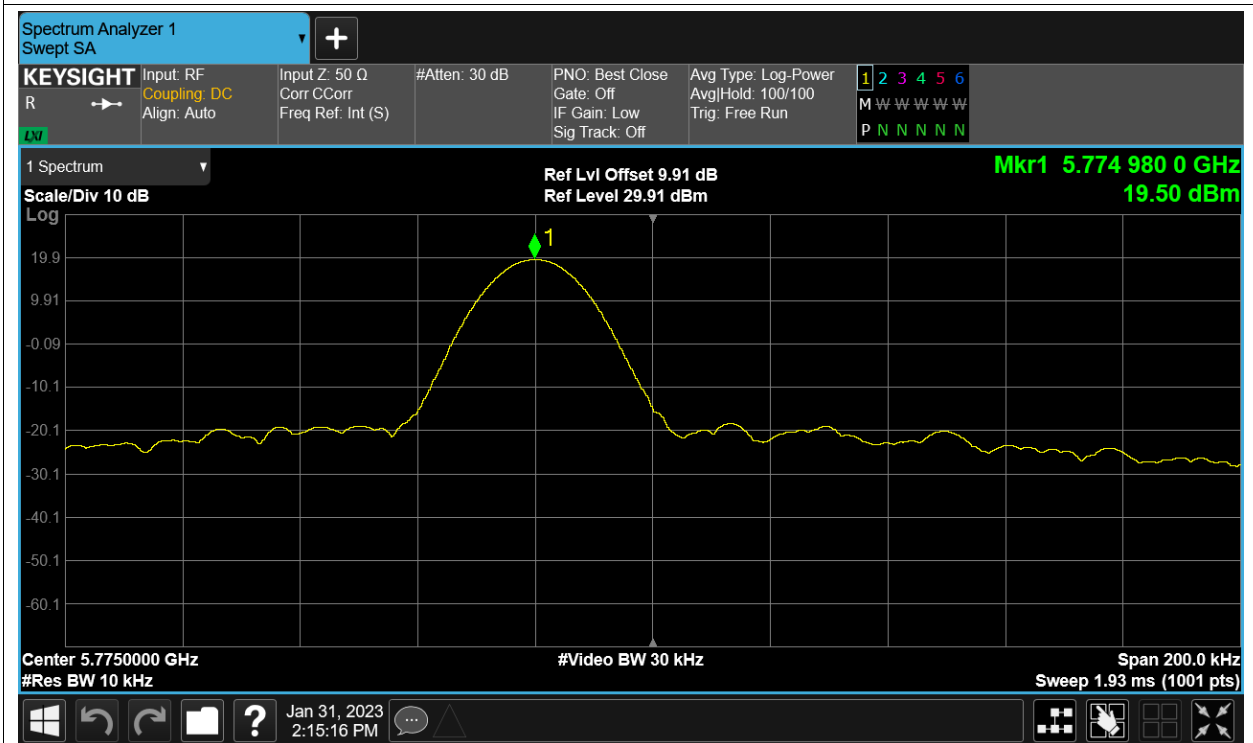 Spectrum Analyzer 1
Swept SA
KEYSIGHT
R
LXI
Input: RF
Coupling: DC
Align: Auto
Input Z: 50 Ω
Corr CCorr
Freq Ref: Int (S)
#Atten: 30 dB
PNO: Best Close
Gate: Off
IF Gain: Low
Sig Track: Off
Avg Type: Log-Power
Avg|Hold: 100/100
Trig: Free Run
1 2 3 4 5 6
M W W W W W
P N N N N N
1 Spectrum
Scale/Div 10 dB
Ref Lvl Offset 9.91 dB
Ref Level 29.91 dBm
Mkr1 5.774 980 0 GHz
19.50 dBm
Log
1
19.9
9.91
-0.09
-10.1
-20.1
-30.1
-40.1
-50.1
-60.1
Center 5.7750000 GHz
#Video BW 30 kHz
Span 200.0 kHz
#Res BW 10 kHz
Sweep 1.93 ms (1001 pts)
?
Jan 31, 2023
2:15:16 PM